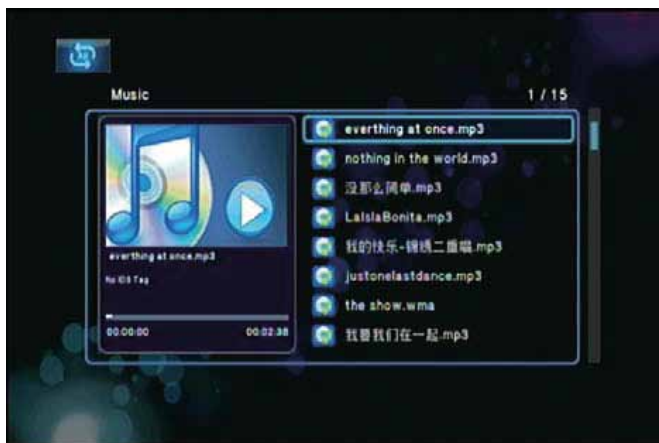 Music
1 / 15
everthing at once.mp3
nothing in the world.mp3
没那么简单.mp3
LaIslaBonita.mp3
我的快乐-锦绣二重唱.mp3
justonelastdance.mp3
the show.wma
我要我们在一起.mp3
everthing at once.mp3
No ID3 Tag
00:00:00
00:02:38